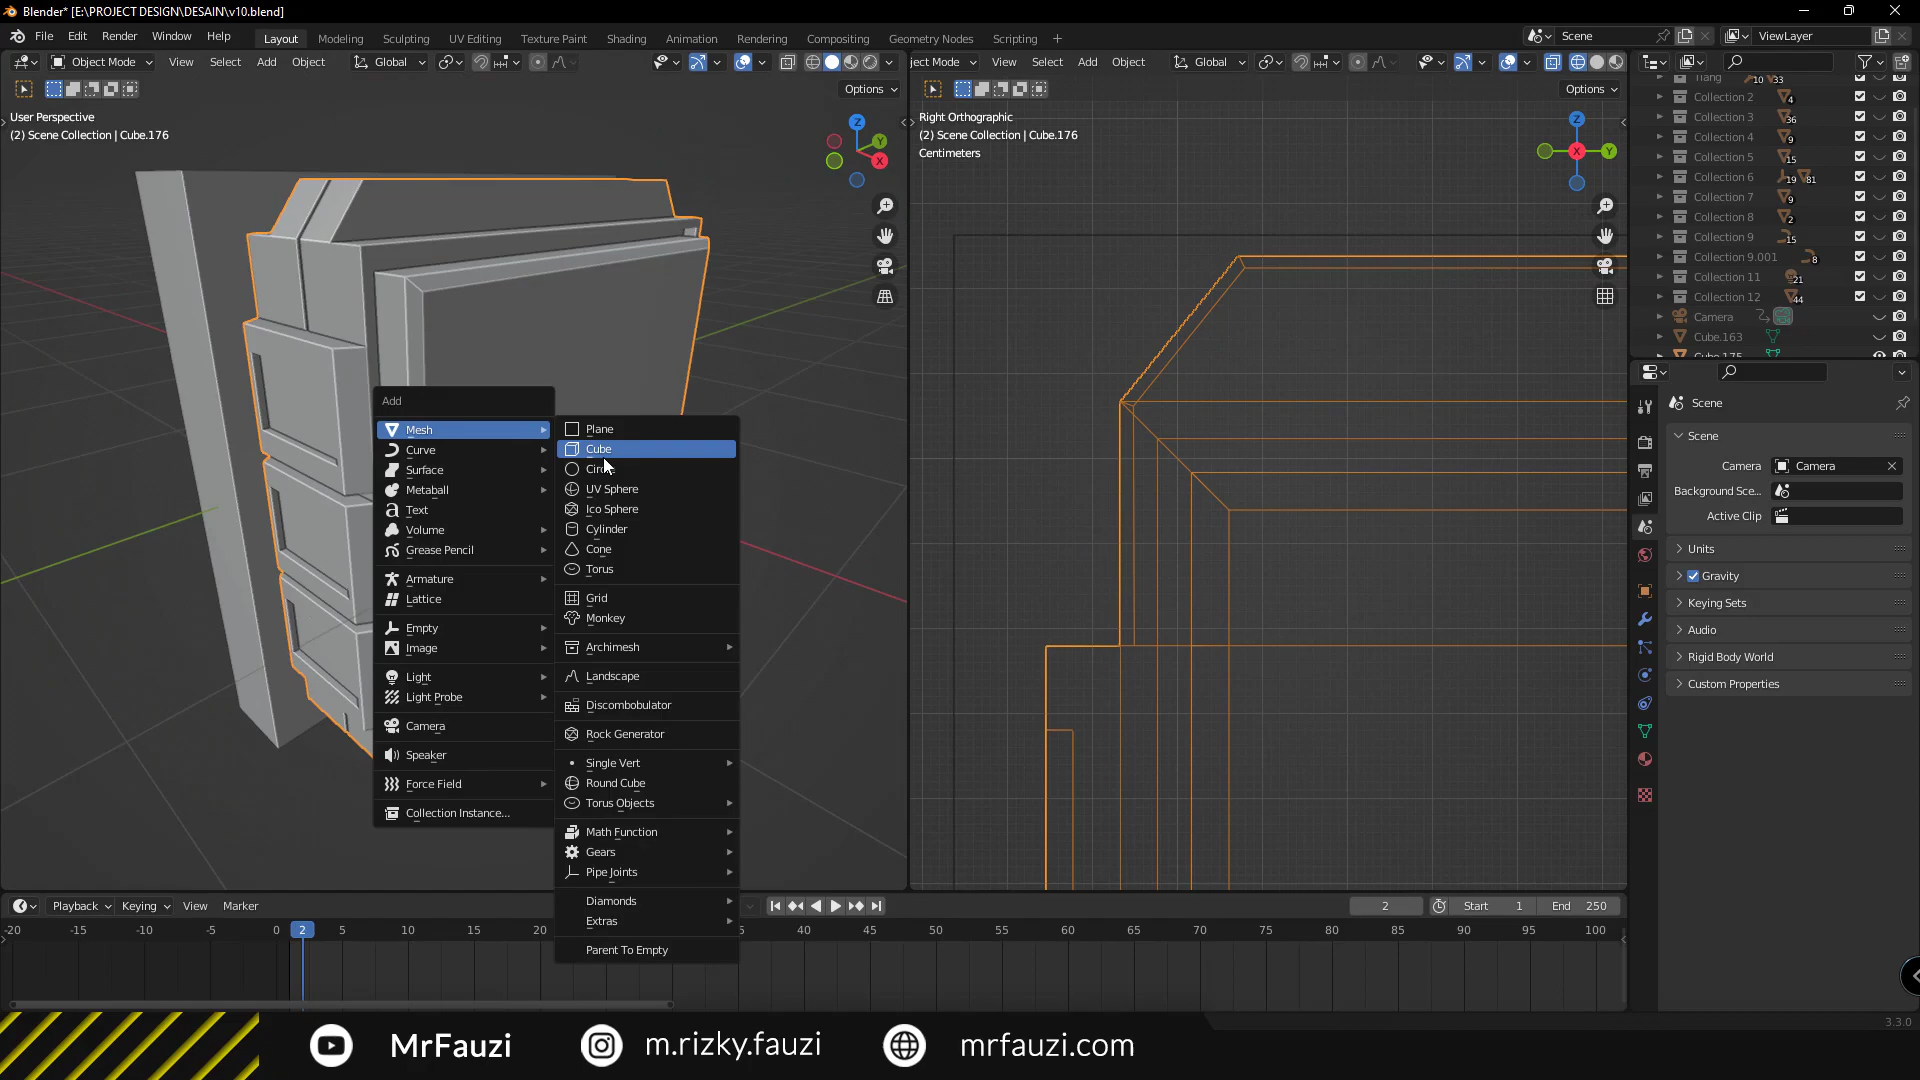 Blender* [E:\PROJECT DESIGN\DESAIN\v10.blend]
File Edit Render Window Help
Layout Modeling Sculpting UV Editing Texture Paint Shading Animation Rendering Compositing Geometry Nodes Scripting +
Scene
ViewLayer
Object Mode View Select Add Object Global
Options
User Perspective
(2) Scene Collection | Cube.176
Z
Y
X
ject Mode View Select Add Object Global
Options
Right Orthographic
(2) Scene Collection | Cube.176
Centimeters
Z
X
Y
Tiang 10 33
Collection 2 4
Collection 3 36
Collection 4 9
Collection 5 15
Collection 6 19 81
Collection 7 9
Collection 8 2
Collection 9 15
Collection 9.001 8
Collection 11 21
Collection 12 44
Camera
Cube.163
Cube.175
Scene
Scene
Camera Camera
Background Sce...
Active Clip
Units
Gravity
Keying Sets
Audio
Rigid Body World
Custom Properties
Add
Mesh
Curve
Surface
Metaball
Text
Volume
Grease Pencil
Armature
Lattice
Empty
Image
Light
Light Probe
Camera
Speaker
Force Field
Collection Instance...
Plane
Cube
UV Sphere
Ico Sphere
Cylinder
Cone
Torus
Grid
Monkey
Archimesh
Landscape
Discombobulator
Rock Generator
Single Vert
Round Cube
Torus Objects
Math Function
Gears
Pipe Joints
Diamonds
Extras
Parent To Empty
Playback Keying View Marker
2 Start 1 End 250
-20 -15 -10 -5 0 2 5 10 15 20 40 45 50 55 60 65 70 75 80 85 90 95 100
3.3.0
MrFauzi m.rizky.fauzi mrfauzi.com